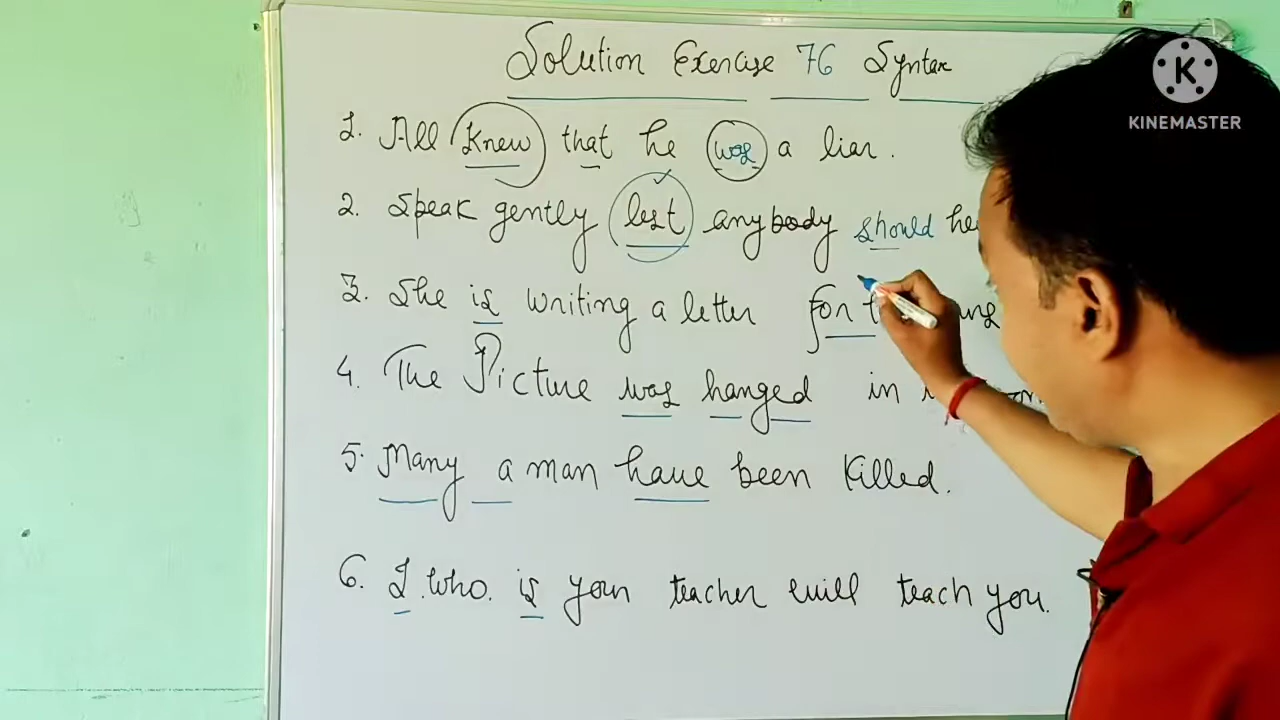 Solution Exercise 76 Syntax
1. All knew that he was a liar.
2. Speak gently lest anybody should
3. She is writing a letter for
4. The Picture was hanged in
5. Many a man have been killed.
6. I who is your teacher will teach you.
K
KINEMASTER